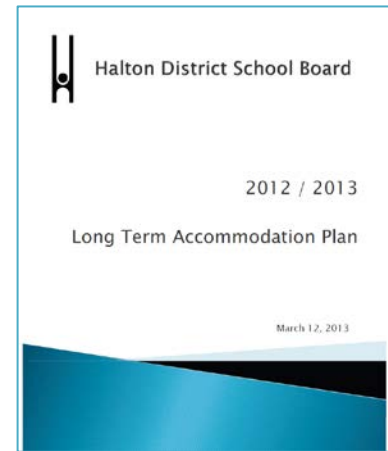 Halton District School Board
2012 / 2013
Long Term Accommodation Plan
March 12, 2013